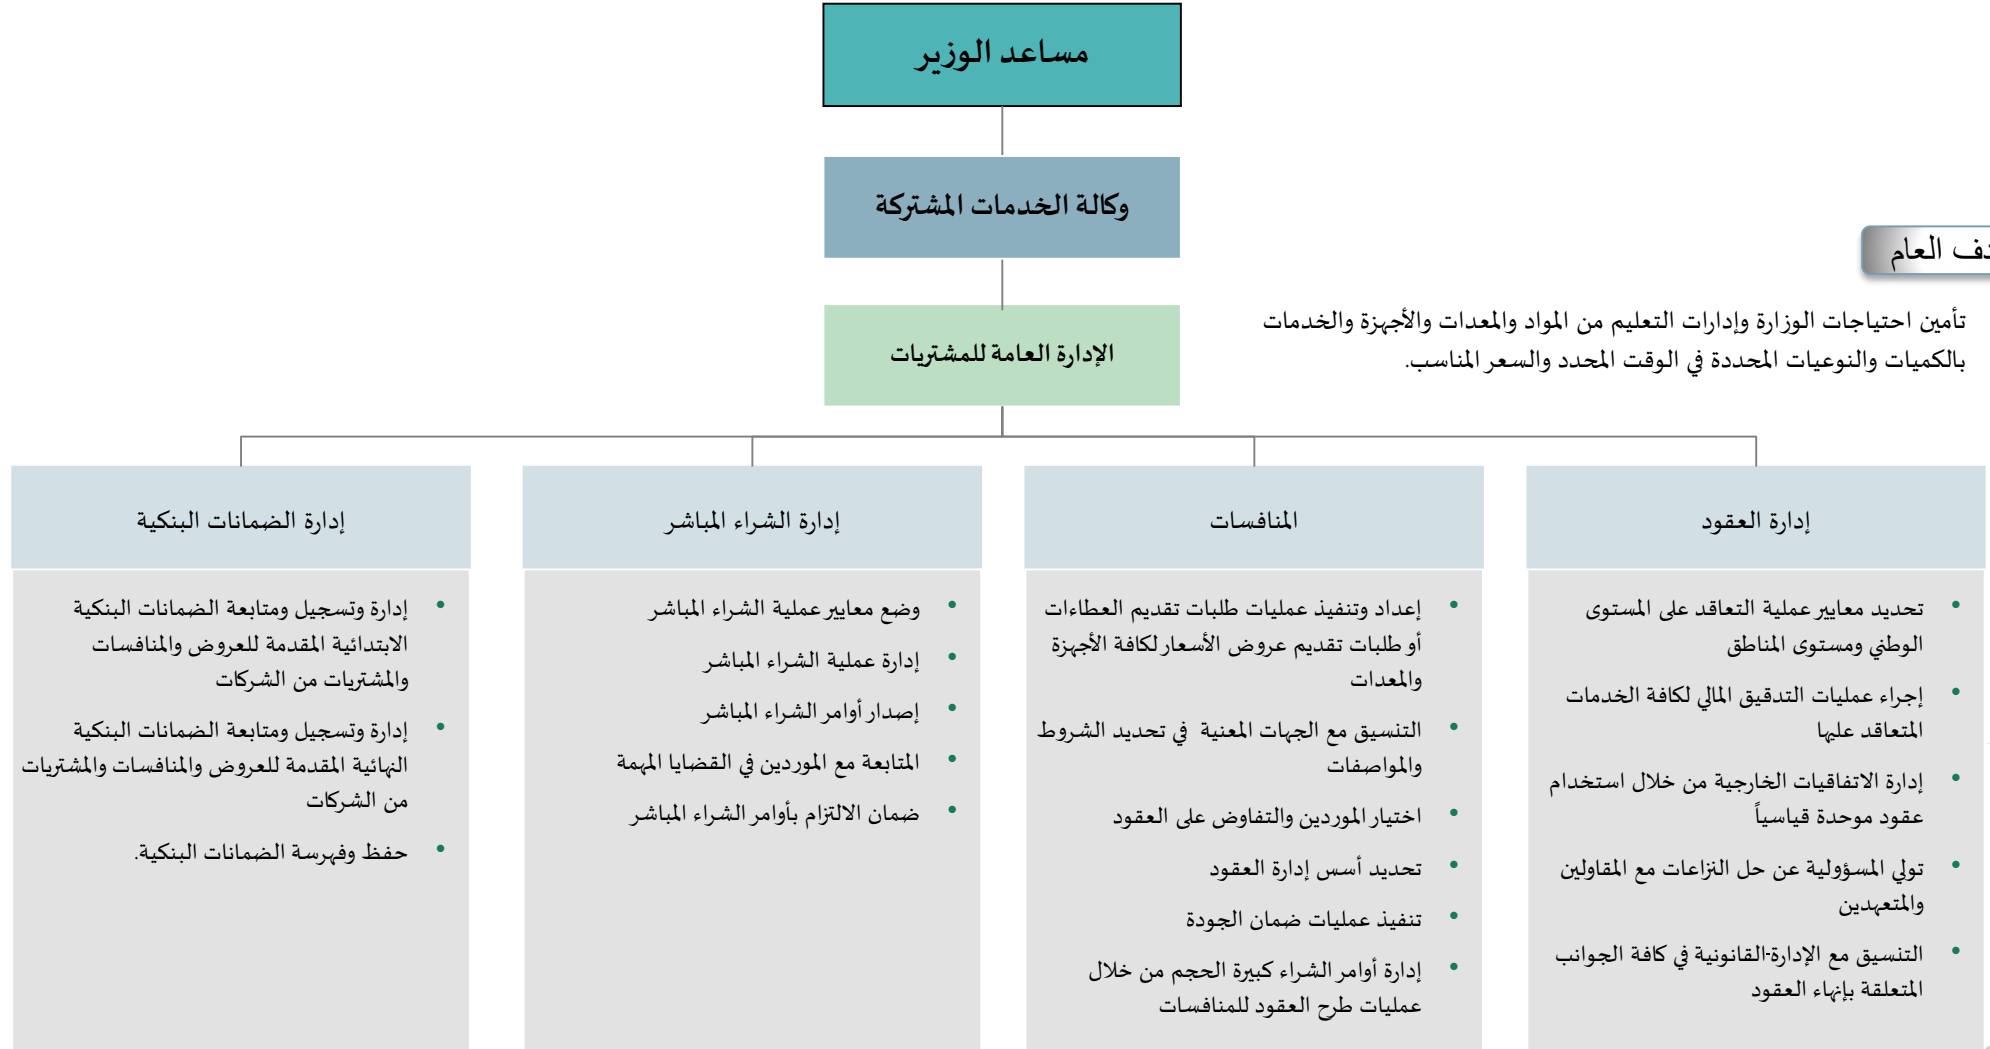 مساعد الوزير
وكالة الخدمات المشتركة
العام
تأمين احتياجات الوزارة وإدارات التعليم من المواد والمعدات والأجهزة والخدمات
بالكميات والنوعيات المحددة في الوقت المحدد والسعر المناسب.
الإدارة العامة للمشتريات
إدارة العقود
• تحديد معايير عملية التعاقد على المستوى
الوطني ومستوى المناطق
• إجراء عمليات التدقيق المالي لكافة الخدمات
المتعاقد عليها
• إدارة الاتفاقيات الخارجية من خلال استخدام
عقود موحدة قياسياً
• تولي المسؤولية عن حل النزاعات مع المقاولين
والمتعهدين
• التنسيق مع الإدارة-القانونية في كافة الجوانب
المتعلقة بإنهاء العقود
المنافسات
• إعداد وتنفيذ عمليات طلبات تقديم العطاءات
أو طلبات تقديم عروض الأسعار لكافة الأجهزة
والمعدات
• التنسيق مع الجهات المعنية في تحديد الشروط
والمواصفات
• اختيار الموردين والتفاوض على العقود
• تحديد أسس إدارة العقود
• تنفيذ عمليات ضمان الجودة
• إدارة أوامر الشراء كبيرة الحجم من خلال
عمليات طرح العقود للمنافسات
إدارة الشراء المباشر
• وضع معايير عملية الشراء المباشر
• إدارة عملية الشراء المباشر
• إصدار أوامر الشراء المباشر
• المتابعة مع الموردين في القضايا المهمة
• ضمان الالتزام بأوامر الشراء المباشر
إدارة الضمانات البنكية
• إدارة وتسجيل ومتابعة الضمانات البنكية
الابتدائية المقدمة للعروض والمنافسات
والمشتريات من الشركات
• إدارة وتسجيل ومتابعة الضمانات البنكية
النهائية المقدمة للعروض والمنافسات والمشتريات
من الشركات
• حفظ وفهرسة الضمانات البنكية.